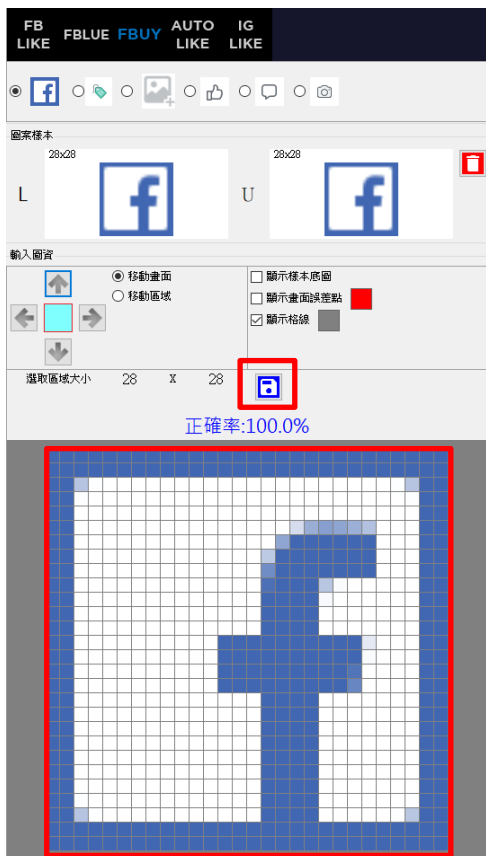 FB LIKE FBLUE FBUY AUTO LIKE IG LIKE
圖案樣本
28x28 28x28
L U
輸入圖資
移動畫面 顯示樣本底圖
移動區域 顯示畫面誤差點
顯示格線
選取區域大小 28 X 28
正確率:100.0%